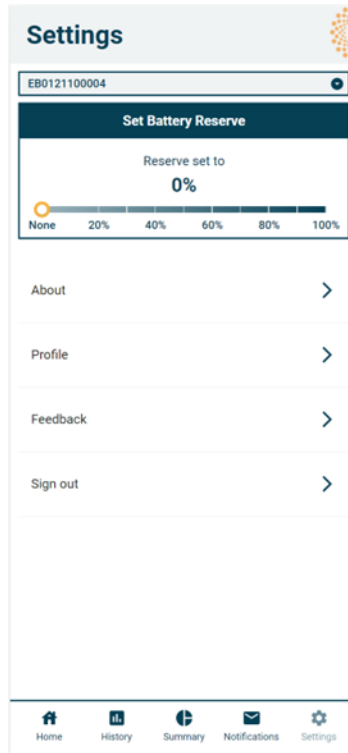 Settings
EB0121100004
Set Battery Reserve
Reserve set to
0%
None 20% 40% 60% 80% 100%
About
Profile
Feedback
Sign out
Home History Summary Notifications Settings